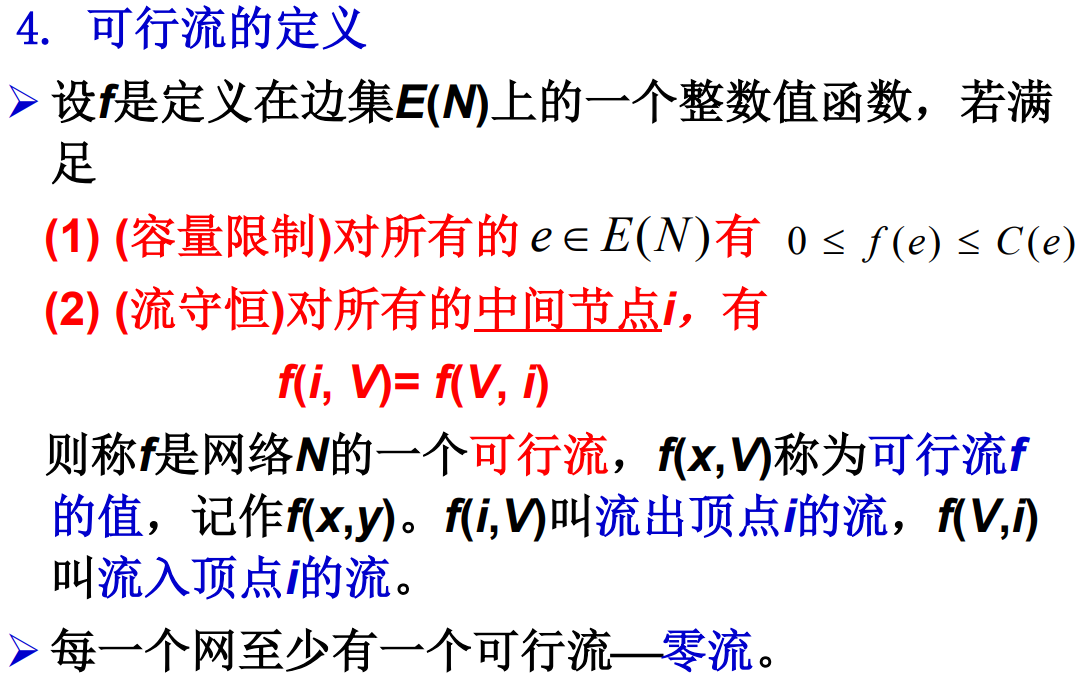 4. 可行流的定义
➢ 设f是定义在边集E(N)上的一个整数值函数，若满
足
(1) (容量限制)对所有的 e∈E(N)有 0 ≤ f(e) ≤ C(e)
(2) (流守恒)对所有的中间节点i，有
f(i, V)= f(V, i)
则称f是网络N的一个可行流，f(x,V)称为可行流f
的值，记作f(x,y)。f(i,V)叫流出顶点i的流，f(V,i)
叫流入顶点i的流。
➢ 每一个网至少有一个可行流—零流。